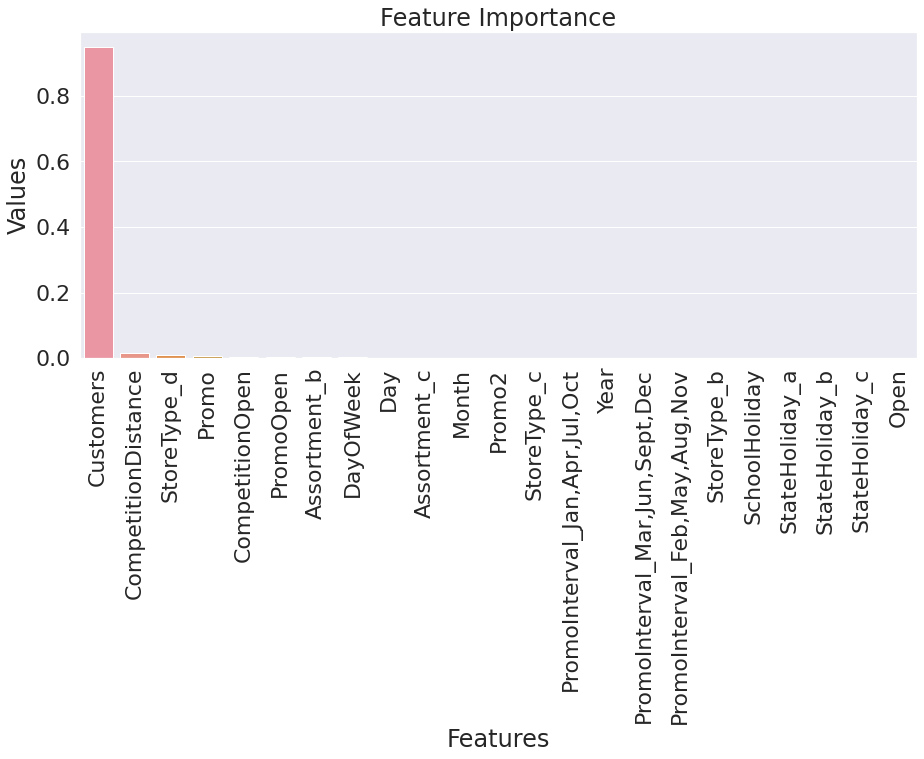 Feature Importance
Values
0.8
0.6
0.4
0.2
0.0
Customers
CompetitionDistance
StoreType_d
Promo
CompetitionOpen
PromoOpen
Assortment_b
DayOfWeek
Day
Assortment_c
Month
Promo2
StoreType_c
PromoInterval_Jan,Apr,Jul,Oct
Year
PromoInterval_Mar,Jun,Sept,Dec
PromoInterval_Feb,May,Aug,Nov
StoreType_b
SchoolHoliday
StateHoliday_a
StateHoliday_b
StateHoliday_c
Open
Features